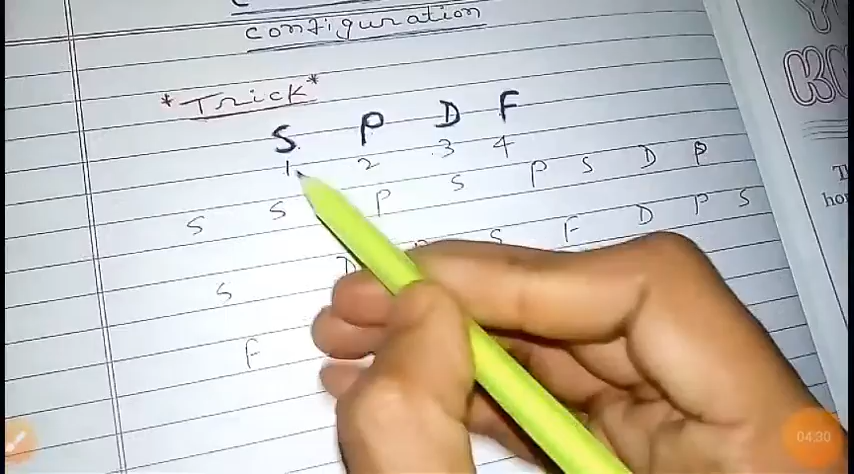 configuration
*Trick*
S P D F
1 2 3 4
S S P S P S D P
S D P S F D P S
F
04:30